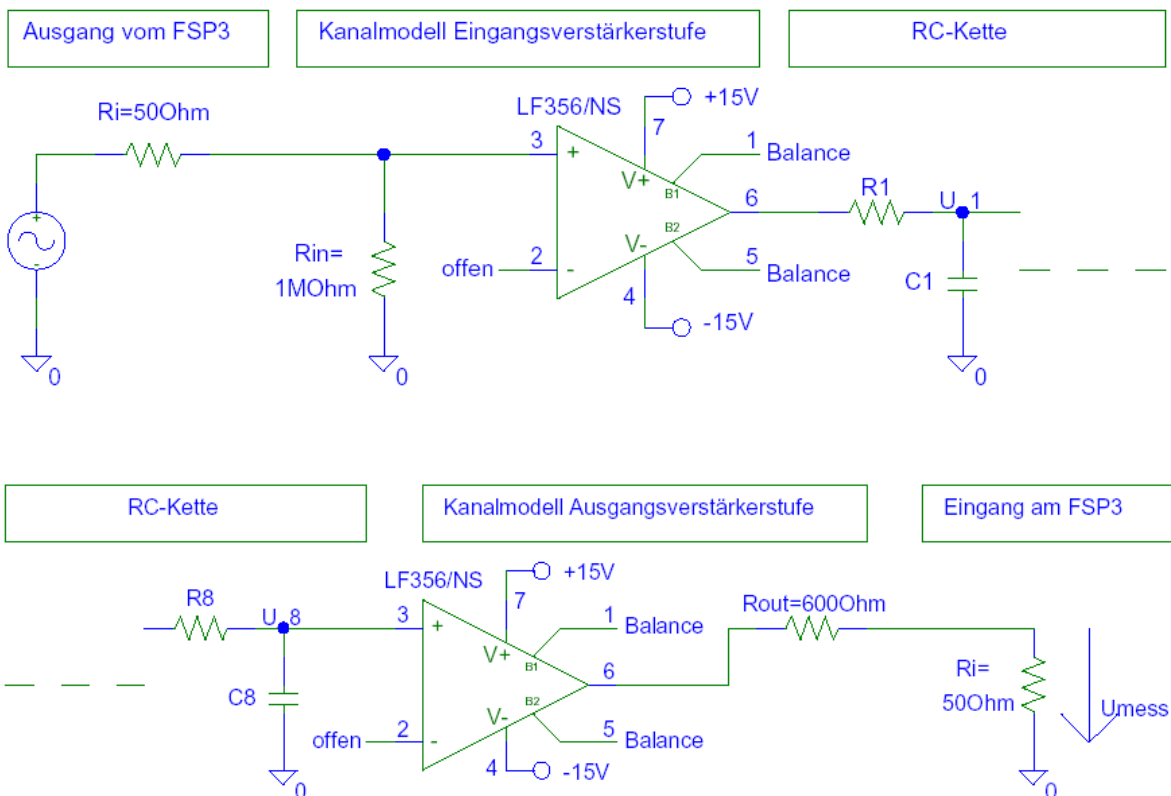 Ausgang vom FSP3
Kanalmodell Eingangsverstärkerstufe
RC-Kette
Ri=50Ohm
LF356/NS
+15V
7
3
+
V+
B1
1
Balance
6
R1
U_1
Rin=
1MOhm
offen
2
-
V-
B2
5
Balance
4
-15V
C1
+
-
0
0
0
RC-Kette
Kanalmodell Ausgangsverstärkerstufe
Eingang am FSP3
R8
U_8
LF356/NS
+15V
7
3
+
V+
B1
1
Balance
6
Rout=600Ohm
Ri=
50Ohm
Umess
C8
offen
2
-
V-
B2
5
Balance
4
-15V
0
0